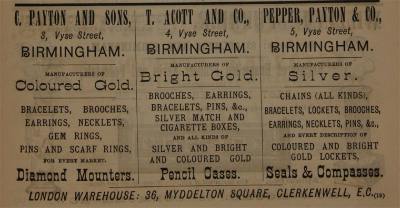 C. PAYTON AND SONS,
3, Vyse Street,
BIRMINGHAM.
MANUFACTURERS OF
Coloured Gold.
BRACELETS, BROOCHES,
EARRINGS, NECKLETS,
GEM RINGS,
PINS AND SCARF RINGS,
FOR EVERY MARKET.
Diamond Mounters.
T. ACOTT AND CO.,
4, Vyse Street,
BIRMINGHAM.
MANUFACTURERS OF
Bright Gold.
BROOCHES, EARRINGS,
BRACELETS, PINS, &c.,
SILVER MATCH AND
CIGARETTE BOXES,
AND ALL KINDS OF
SILVER AND BRIGHT
AND COLOURED GOLD
Pencil Cases.
PEPPER, PAYTON & CO.,
5, Vyse Street,
BIRMINGHAM.
MANUFACTURERS OF
Silver.
CHAINS (ALL KINDS),
BRACELETS, LOCKETS, BROOCHES,
EARRINGS, NECKLETS, PINS, &c.,
AND EVERY DESCRIPTION OF
COLOURED AND BRIGHT
GOLD LOCKETS,
Seals & Compasses.
LONDON WAREHOUSE: 36, MYDDELTON SQUARE, CLERKENWELL, E.C.